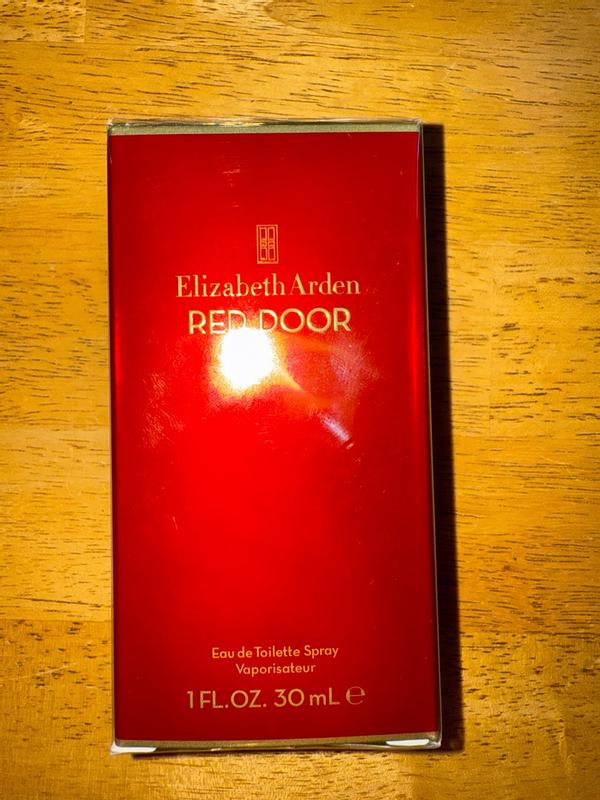 Elizabeth Arden
RED DOOR
Eau de Toilette Spray
Vaporisateur
1 FL.OZ. 30 mL ℮